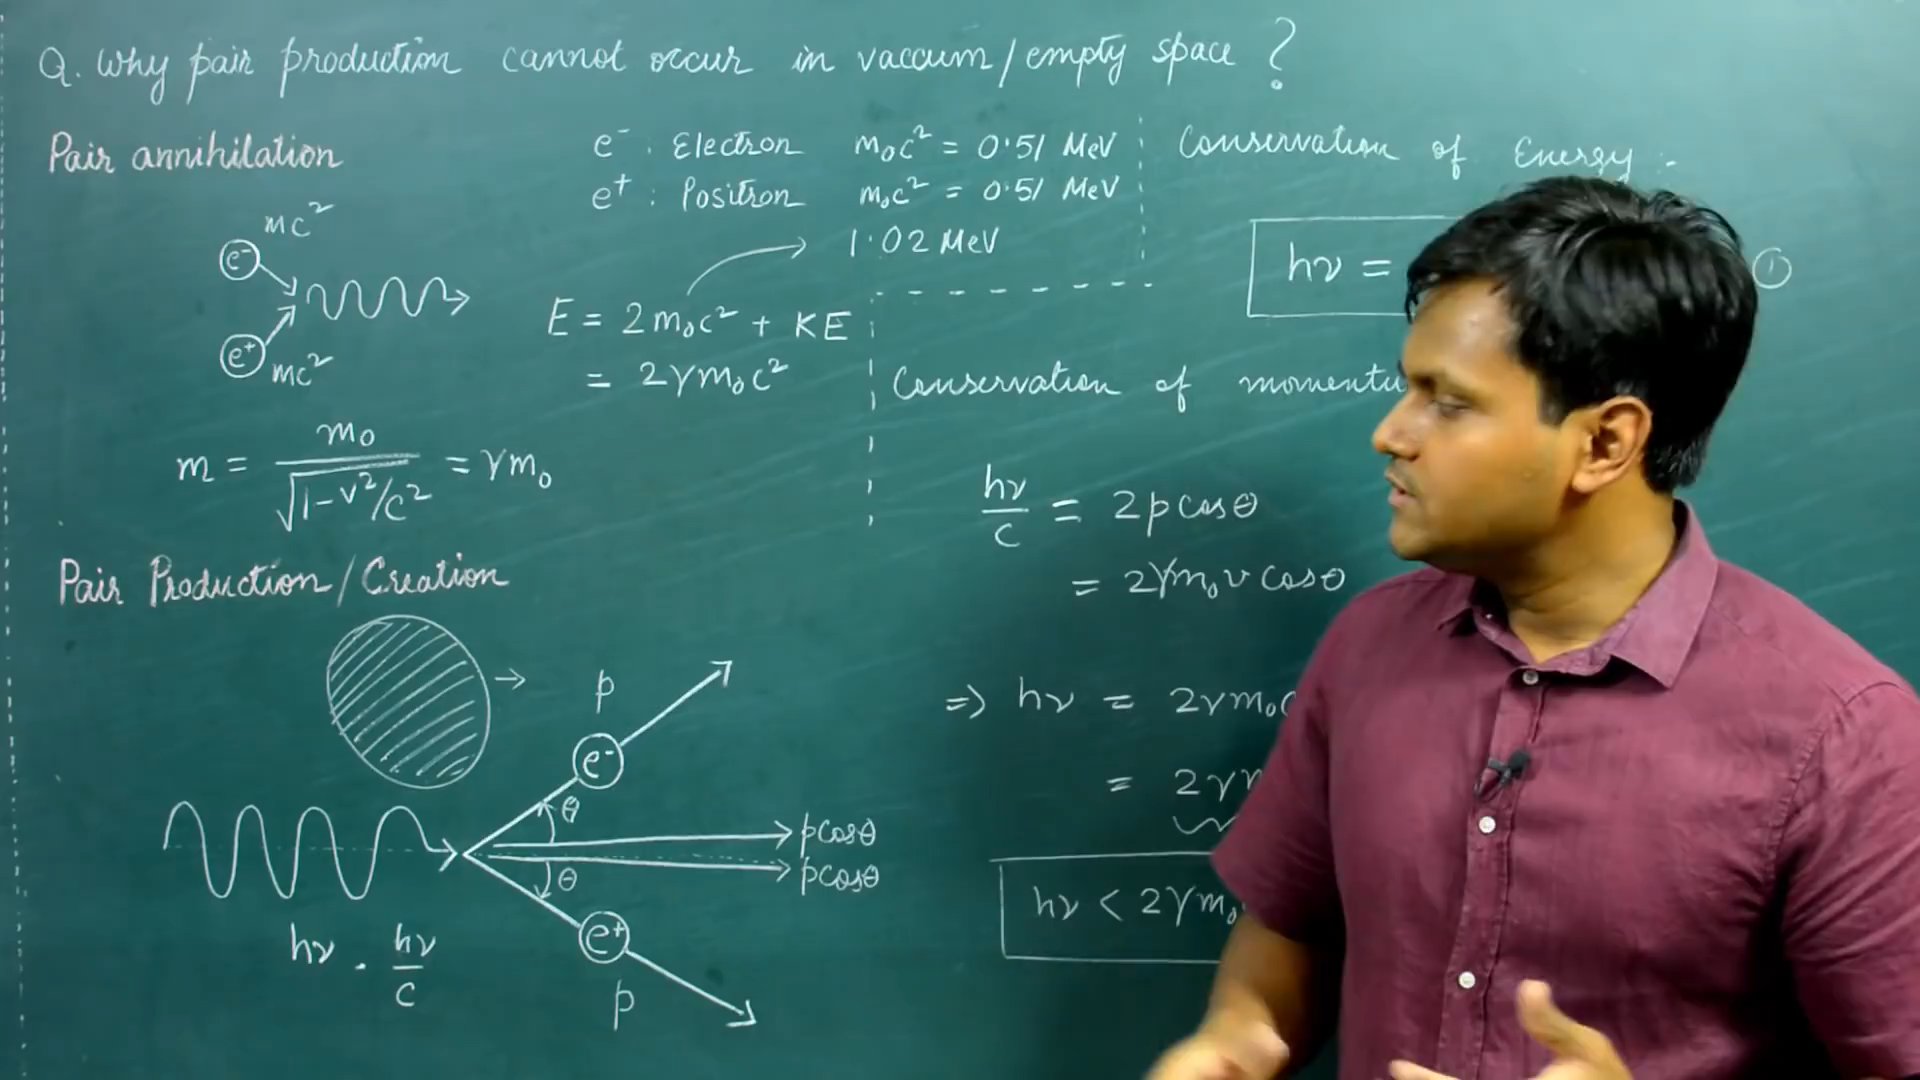 Q. Why pair production cannot occur in vaccum/empty space?
Pair annihilation
mc²
e⁻
e⁺
mc²
m = m₀/√1-v²/c² = γm₀
e⁻ : Electron m₀c² = 0.51 MeV
e⁺ : Positron m₀c² = 0.51 MeV
1.02 MeV
E = 2m₀c² + KE
= 2γm₀c²
Pair Production/Creation
p
e⁻
θ
pcosθ
pcosθ
θ
e⁺
p
hν . hν/c
Conservation of Energy :-
hν = ①
Conservation of momentu
hν/c = 2pcosθ
= 2γm₀v cosθ
=> hν = 2γm₀
= 2γ
hν < 2γm₀